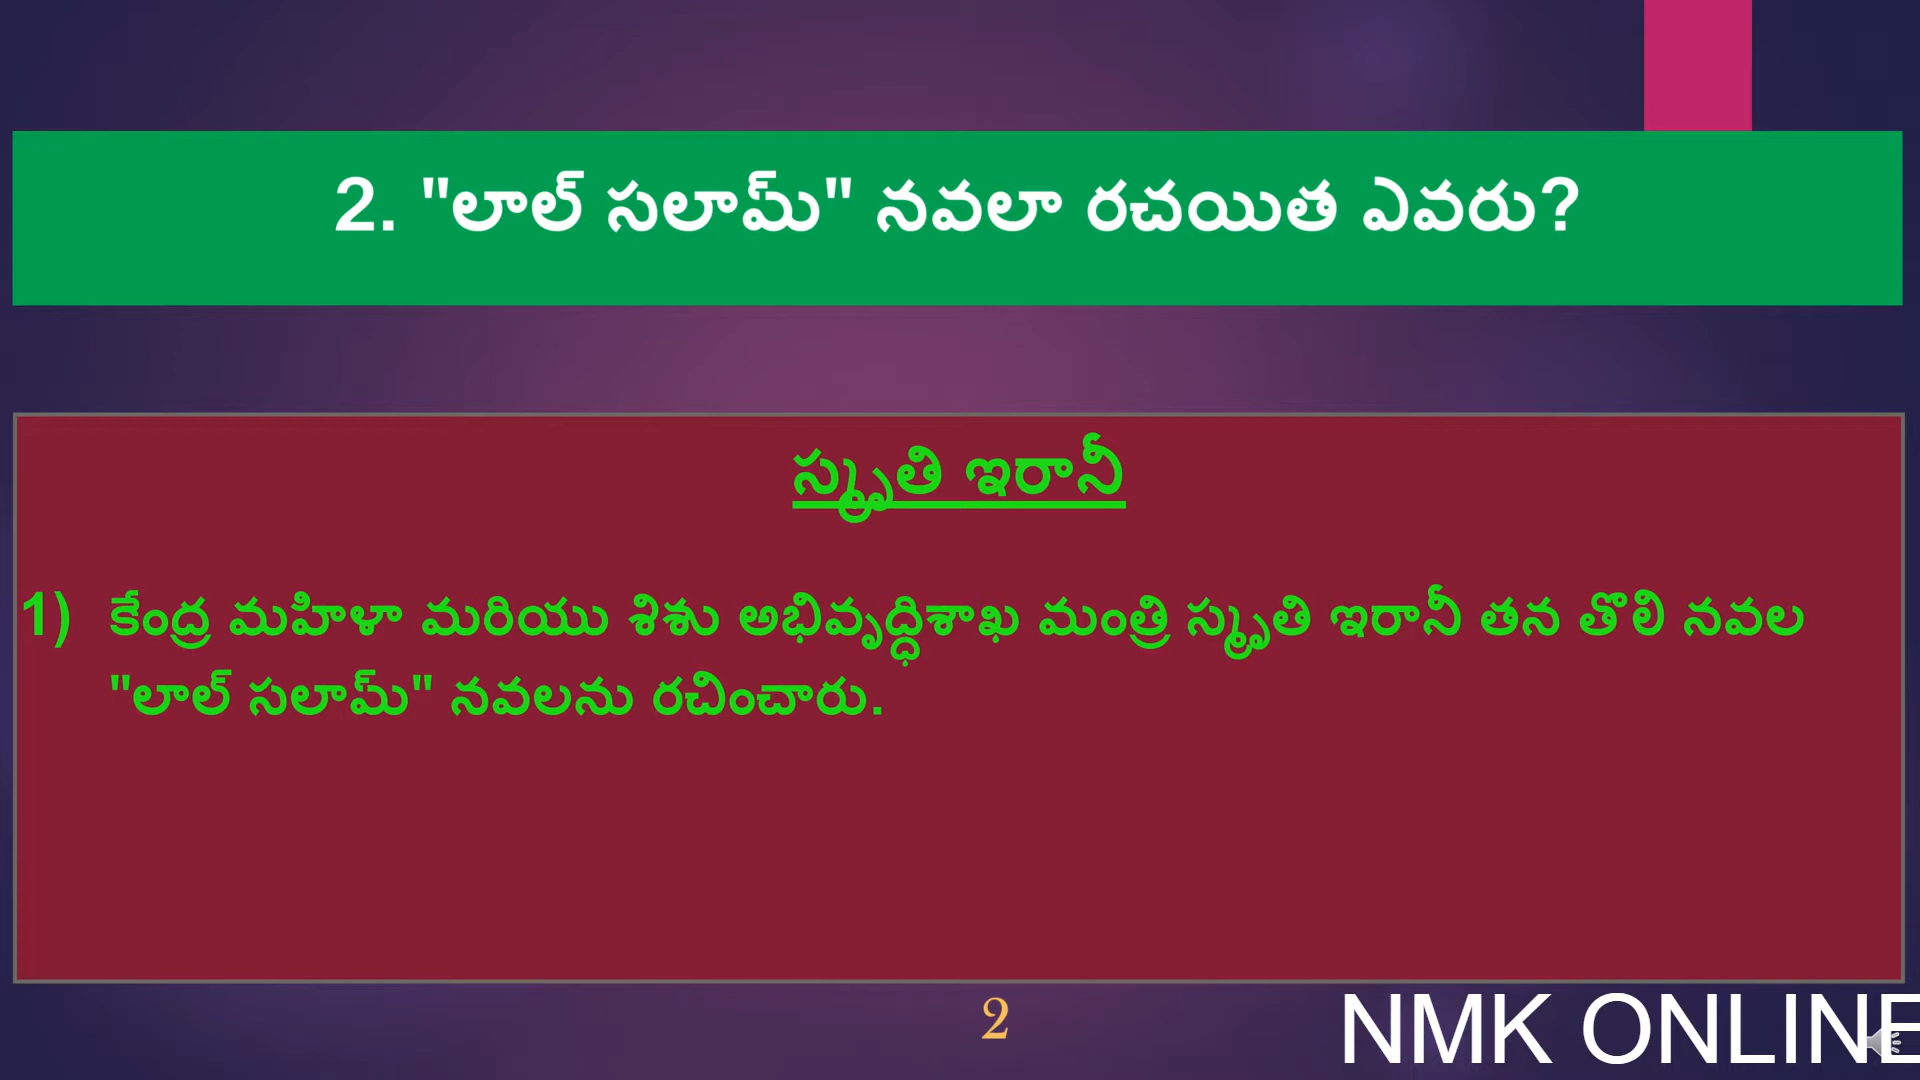 2. "లాల్ సలామ్" నవలా రచయిత ఎవరు?
స్మృతి ఇరానీ
1) కేంద్ర మహిళా మరియు శిశు అభివృద్ధిశాఖ మంత్రి స్మృతి ఇరానీ తన తొలి నవల
"లాల్ సలామ్" నవలను రచించారు.
2
NMK ONLINE